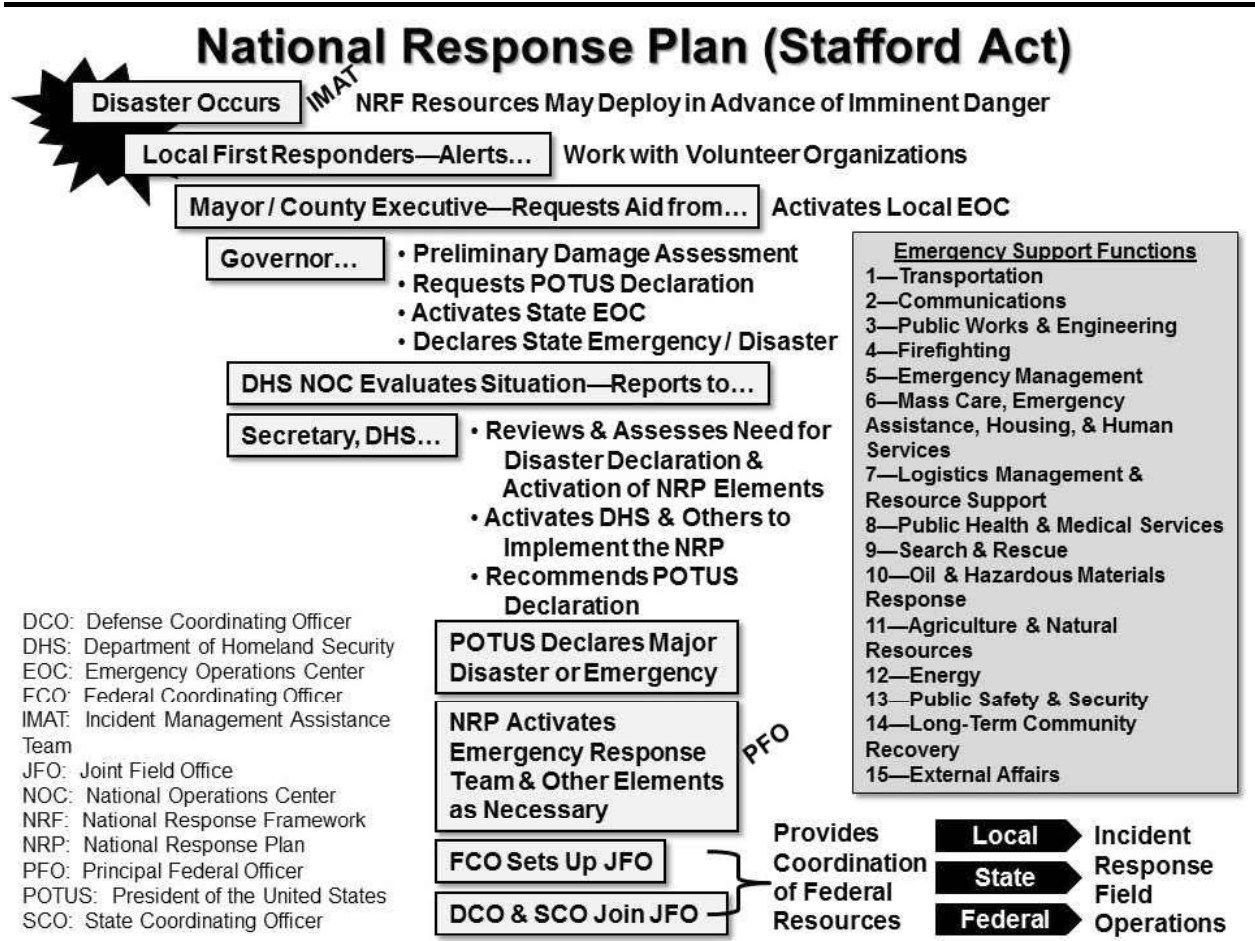 National Response Plan (Stafford Act)
Disaster Occurs
IMAT
NRF Resources May Deploy in Advance of Imminent Danger
Local First Responders—Alerts…
Work with Volunteer Organizations
Mayor / County Executive—Requests Aid from…
Activates Local EOC
Governor…
• Preliminary Damage Assessment
• Requests POTUS Declaration
• Activates State EOC
• Declares State Emergency / Disaster
DHS NOC Evaluates Situation—Reports to…
Secretary, DHS…
• Reviews & Assesses Need for
Disaster Declaration &
Activation of NRP Elements
• Activates DHS & Others to
Implement the NRP
• Recommends POTUS
Declaration
Emergency Support Functions
1—Transportation
2—Communications
3—Public Works & Engineering
4—Firefighting
5—Emergency Management
6—Mass Care, Emergency
Assistance, Housing, & Human
Services
7—Logistics Management &
Resource Support
8—Public Health & Medical Services
9—Search & Rescue
10—Oil & Hazardous Materials
Response
11—Agriculture & Natural
Resources
12—Energy
13—Public Safety & Security
14—Long-Term Community
Recovery
15—External Affairs
DCO: Defense Coordinating Officer
DHS: Department of Homeland Security
EOC: Emergency Operations Center
FCO: Federal Coordinating Officer
IMAT: Incident Management Assistance
Team
JFO: Joint Field Office
NOC: National Operations Center
NRF: National Response Framework
NRP: National Response Plan
PFO: Principal Federal Officer
POTUS: President of the United States
SCO: State Coordinating Officer
POTUS Declares Major
Disaster or Emergency
NRP Activates
Emergency Response
Team & Other Elements
as Necessary
PFO
FCO Sets Up JFO
DCO & SCO Join JFO
Provides
Coordination
of Federal
Resources
Local
State
Federal
Incident
Response
Field
Operations